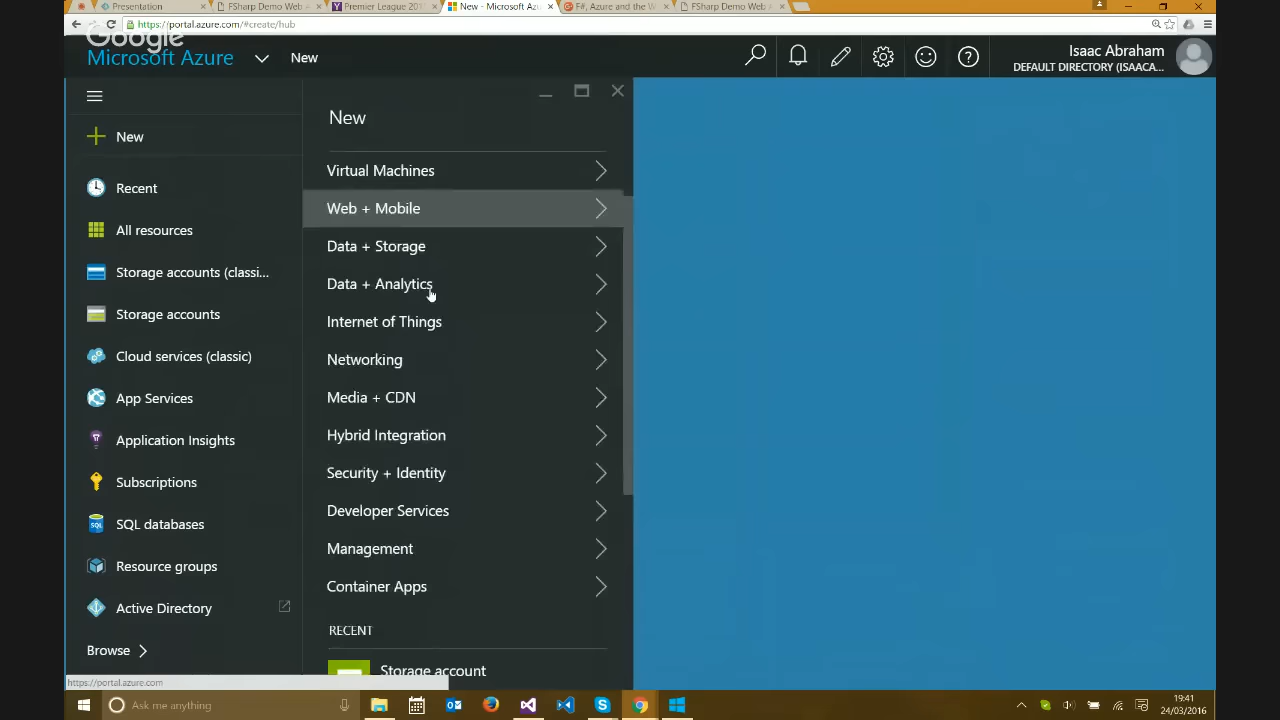 Presentation
FSharp Demo Web A
Premier League 201
New - Microsoft Azu
F#, Azure and the W
FSharp Demo Web A
https://portal.azure.com/#create/hub
Google
Microsoft Azure
New
Isaac Abraham
DEFAULT DIRECTORY (ISAACA...
New
Recent
All resources
Storage accounts (classi...
Storage accounts
Cloud services (classic)
App Services
Application Insights
Subscriptions
SQL databases
Resource groups
Active Directory
Browse
New
Virtual Machines
Web + Mobile
Data + Storage
Data + Analytics
Internet of Things
Networking
Media + CDN
Hybrid Integration
Security + Identity
Developer Services
Management
Container Apps
RECENT
Storage account
https://portal.azure.com
Ask me anything
19:41
24/03/2016